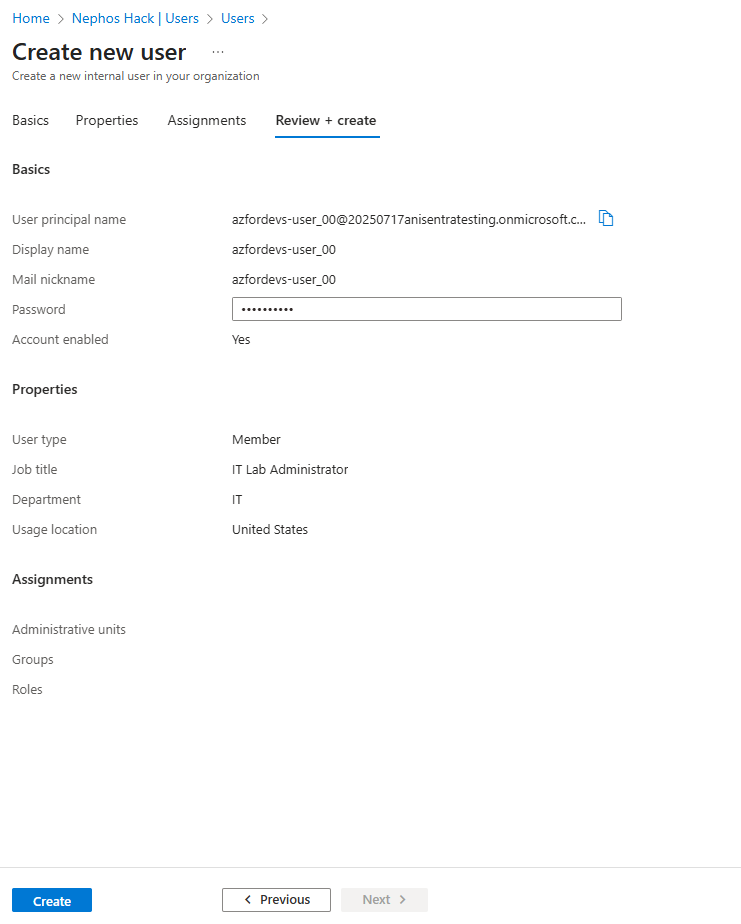 Home > Nephos Hack | Users > Users >
Create new user ...
Create a new internal user in your organization
Basics Properties Assignments Review + create
Basics
User principal name azfordevs-user_00@20250717anisentratesting.onmicrosoft.c...
Display name azfordevs-user_00
Mail nickname azfordevs-user_00
Password ••••••••••
Account enabled Yes
Properties
User type Member
Job title IT Lab Administrator
Department IT
Usage location United States
Assignments
Administrative units
Groups
Roles
Create < Previous Next >